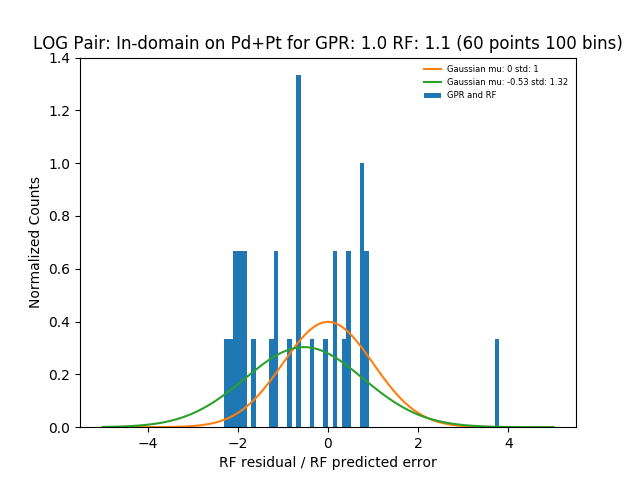 LOG Pair: In-domain on Pd+Pt for GPR: 1.0 RF: 1.1 (60 points 100 bins)
Gaussian mu: 0 std: 1
Gaussian mu: -0.53 std: 1.32
GPR and RF
Normalized Counts
1.4
1.2
1.0
0.8
0.6
0.4
0.2
0.0
−4 −2 0 2 4
RF residual / RF predicted error